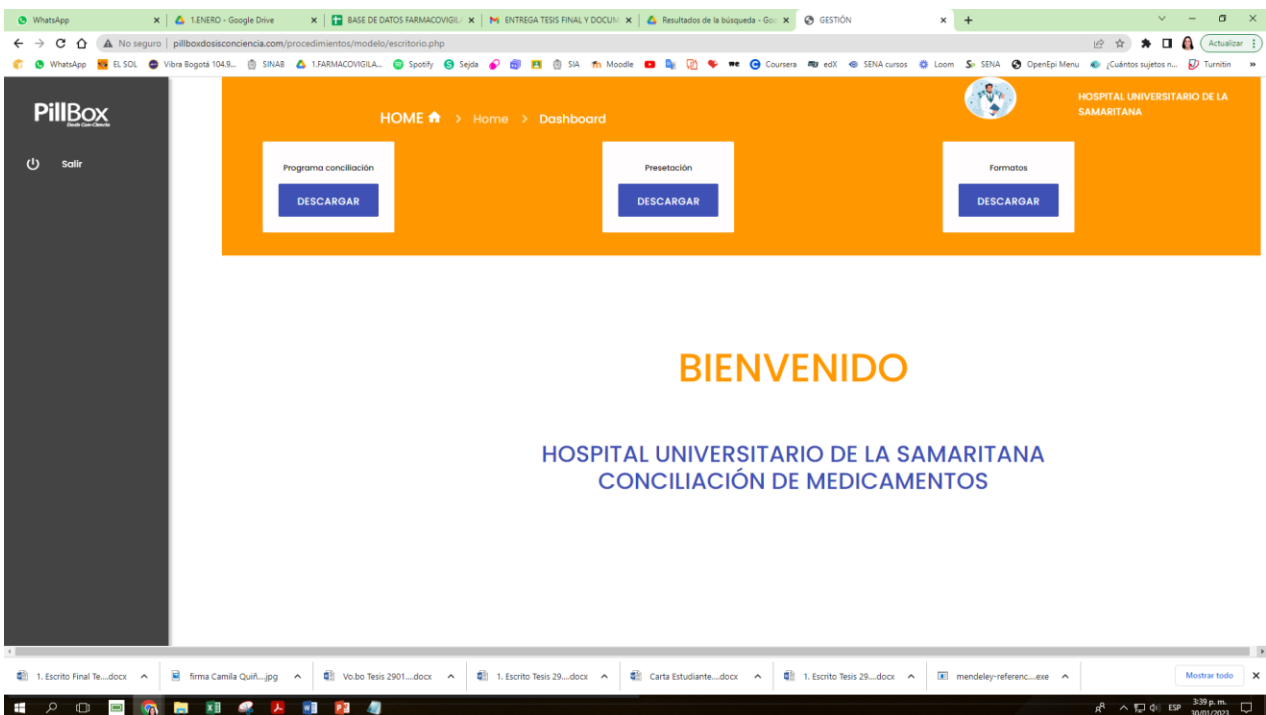 WhatsApp
1.ENERO - Google Drive
BASE DE DATOS FARMACOVIGIL
ENTREGA TESIS FINAL Y DOCUM
Resultados de la búsqueda - Goo
GESTIÓN
No seguro
pillboxdosisconciencia.com/procedimientos/modelo/escritorio.php
Actualizar
WhatsApp
EL SOL
Vibra Bogotá 104.9...
SINAB
1.FARMACOVIGILA...
Spotify
Sejda
SIA
Moodle
Coursera
edX
SENA cursos
Loom
SENA
OpenEpi Menu
¿Cuántos sujetos n...
Turnitin
PillBox
Salir
HOME > Home > Dashboard
HOSPITAL UNIVERSITARIO DE LA
SAMARITANA
Programa conciliación
DESCARGAR
Presetación
DESCARGAR
Formatos
DESCARGAR
BIENVENIDO
HOSPITAL UNIVERSITARIO DE LA SAMARITANA
CONCILIACIÓN DE MEDICAMENTOS
1. Escrito Final Te....docx
firma Camila Quiñ....jpg
Vo.bo Tesis 2901....docx
1. Escrito Tesis 29....docx
Carta Estudiante....docx
1. Escrito Tesis 29....docx
mendeley-referenc....exe
Mostrar todo
ESP
3:39 p. m.
30/01/2023